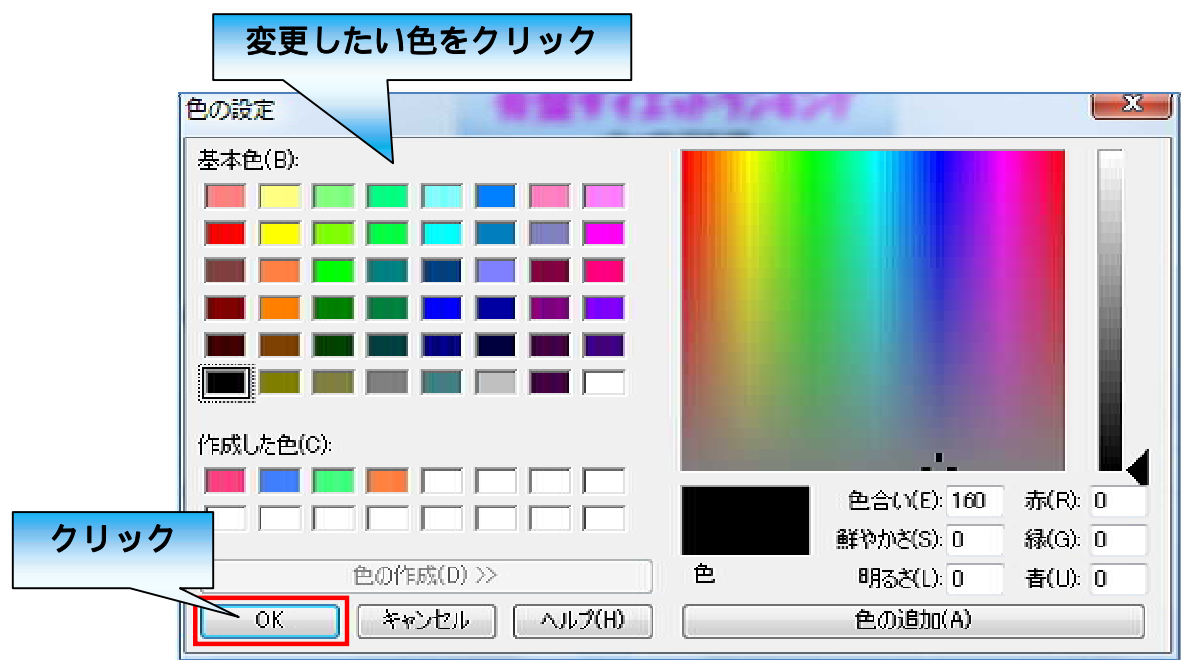 変更したい色をクリック
色の設定
基本色(B):
作成した色(C):
クリック
色の作成(D) >>
OK
キャンセル
ヘルプ(H)
色
色合い(E): 160
鮮やかさ(S): 0
明るさ(L): 0
赤(R): 0
緑(G): 0
青(U): 0
色の追加(A)